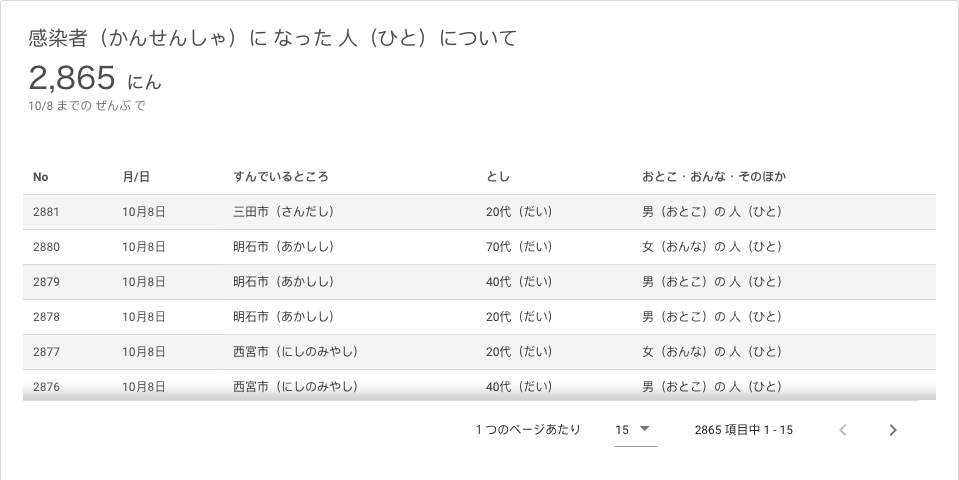 感染者（かんせんしゃ）に なった 人（ひと）について
2,865 にん
10/8 までの ぜんぶ で
No 月/日 すんでいるところ とし おとこ・おんな・そのほか
2881 10月8日 三田市（さんだし） 20代（だい） 男（おとこ）の 人（ひと）
2880 10月8日 明石市（あかしし） 70代（だい） 女（おんな）の 人（ひと）
2879 10月8日 明石市（あかしし） 40代（だい） 男（おとこ）の 人（ひと）
2878 10月8日 明石市（あかしし） 20代（だい） 男（おとこ）の 人（ひと）
2877 10月8日 西宮市（にしのみやし） 20代（だい） 女（おんな）の 人（ひと）
2876 10月8日 西宮市（にしのみやし） 40代（だい） 男（おとこ）の 人（ひと）
1 つのページあたり 15 2865 項目中 1 - 15